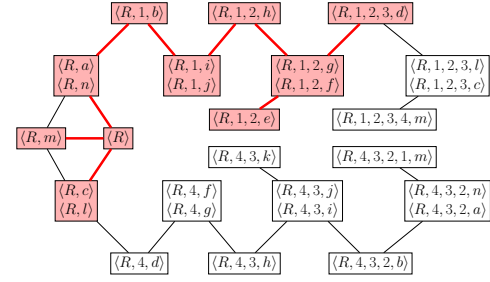 ⟨R, 1, b⟩
⟨R, 1, 2, h⟩
⟨R, 1, 2, 3, d⟩
⟨R, a⟩
⟨R, n⟩
⟨R, 1, i⟩
⟨R, 1, j⟩
⟨R, 1, 2, g⟩
⟨R, 1, 2, f⟩
⟨R, 1, 2, 3, l⟩
⟨R, 1, 2, 3, c⟩
⟨R, 1, 2, e⟩
⟨R, 1, 2, 3, 4, m⟩
⟨R, m⟩
⟨R⟩
⟨R, 4, 3, k⟩
⟨R, 4, 3, 2, 1, m⟩
⟨R, c⟩
⟨R, l⟩
⟨R, 4, f⟩
⟨R, 4, g⟩
⟨R, 4, 3, j⟩
⟨R, 4, 3, i⟩
⟨R, 4, 3, 2, n⟩
⟨R, 4, 3, 2, a⟩
⟨R, 4, d⟩
⟨R, 4, 3, h⟩
⟨R, 4, 3, 2, b⟩